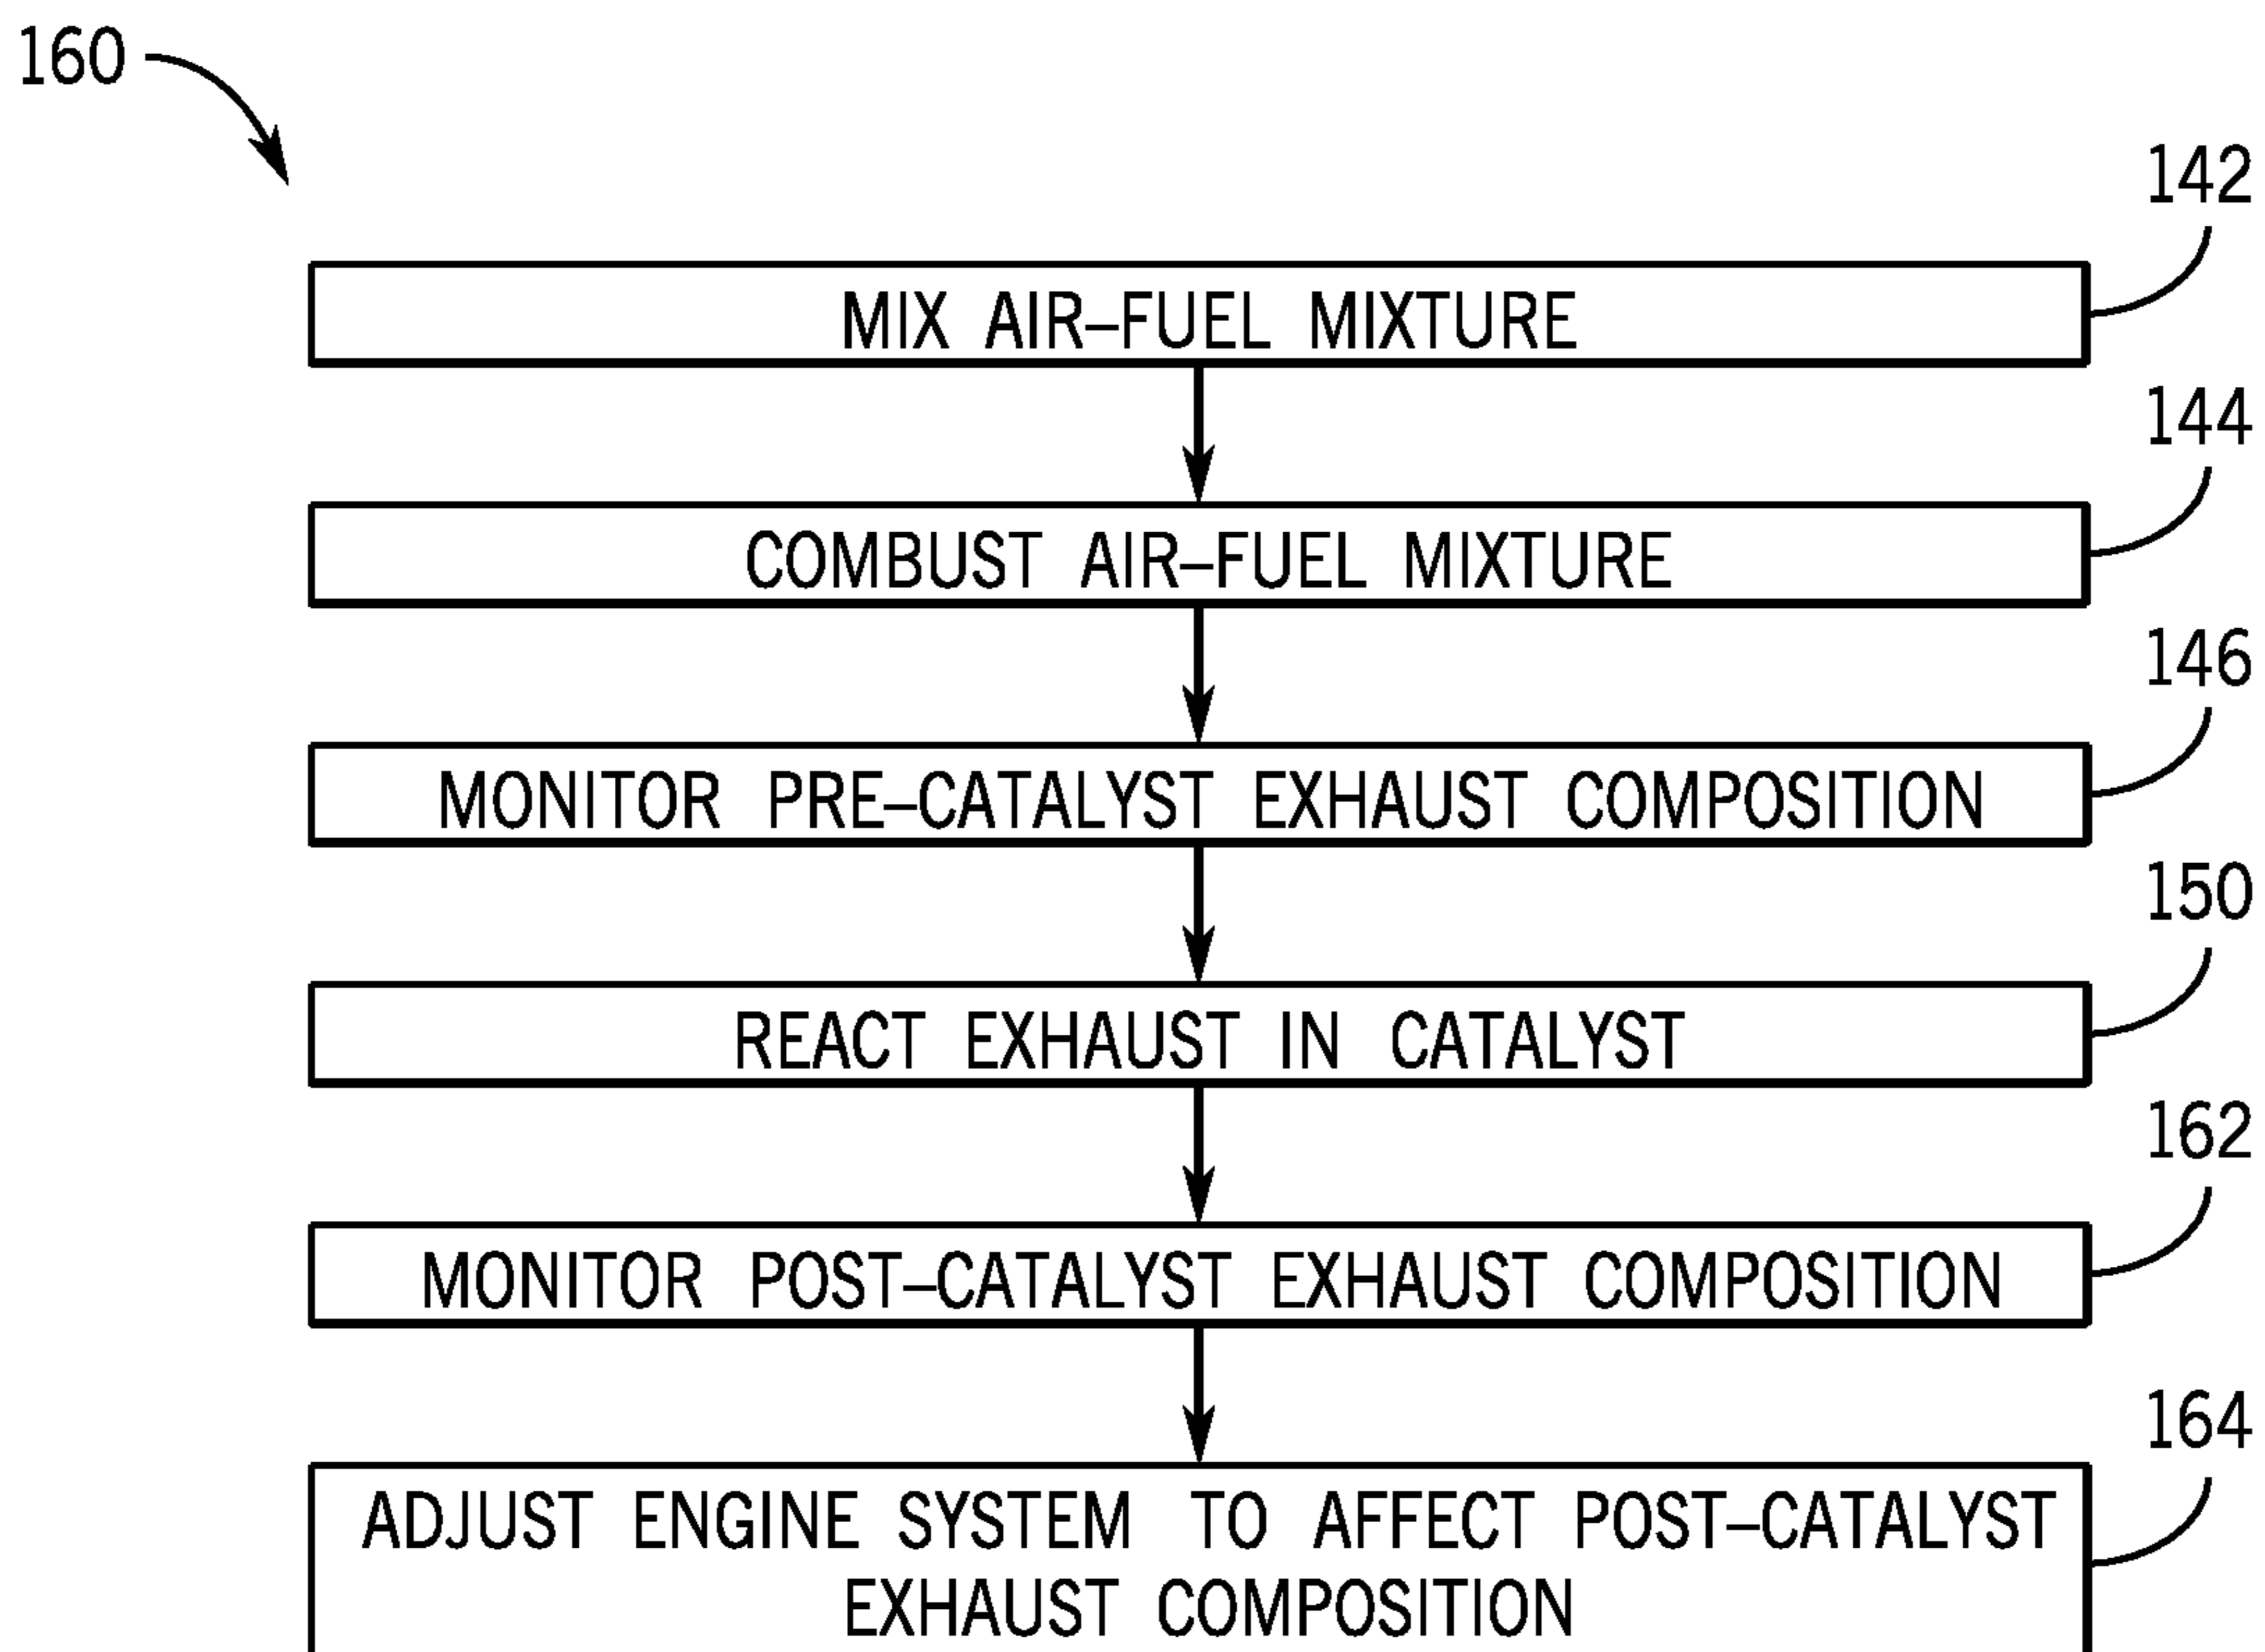 160
142
MIX AIR–FUEL MIXTURE
144
COMBUST AIR–FUEL MIXTURE
146
MONITOR PRE–CATALYST EXHAUST COMPOSITION
150
REACT EXHAUST IN CATALYST
162
MONITOR POST–CATALYST EXHAUST COMPOSITION
164
ADJUST ENGINE SYSTEM TO AFFECT POST–CATALYST
EXHAUST COMPOSITION